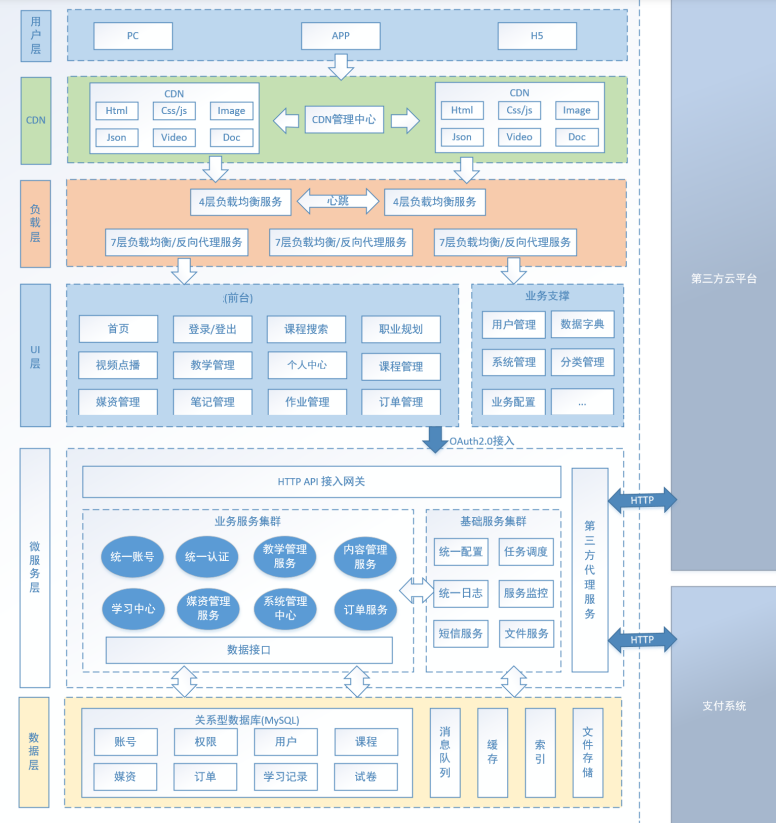 用户层
PC
APP
H5
CDN
CDN
Html
Css/js
Image
Json
Video
Doc
CDN管理中心
CDN
Html
Css/js
Image
Json
Video
Doc
负载层
4层负载均衡服务
心跳
4层负载均衡服务
7层负载均衡/反向代理服务
7层负载均衡/反向代理服务
7层负载均衡/反向代理服务
UI层
:(前台)
首页
登录/登出
课程搜索
职业规划
视频点播
教学管理
个人中心
课程管理
媒资管理
笔记管理
作业管理
订单管理
业务支撑
用户管理
数据字典
系统管理
分类管理
业务配置
...
OAuth2.0接入
微服务层
HTTP API 接入网关
业务服务集群
统一账号
统一认证
教学管理
服务
内容管理
服务
学习中心
媒资管理
服务
系统管理
中心
订单服务
数据接口
基础服务集群
统一配置
任务调度
统一日志
服务监控
短信服务
文件服务
第三方代理服务
HTTP
HTTP
第三方云平台
支付系统
数据层
关系型数据库(MySQL)
账号
权限
用户
课程
媒资
订单
学习记录
试卷
消息队列
缓存
索引
文件存储